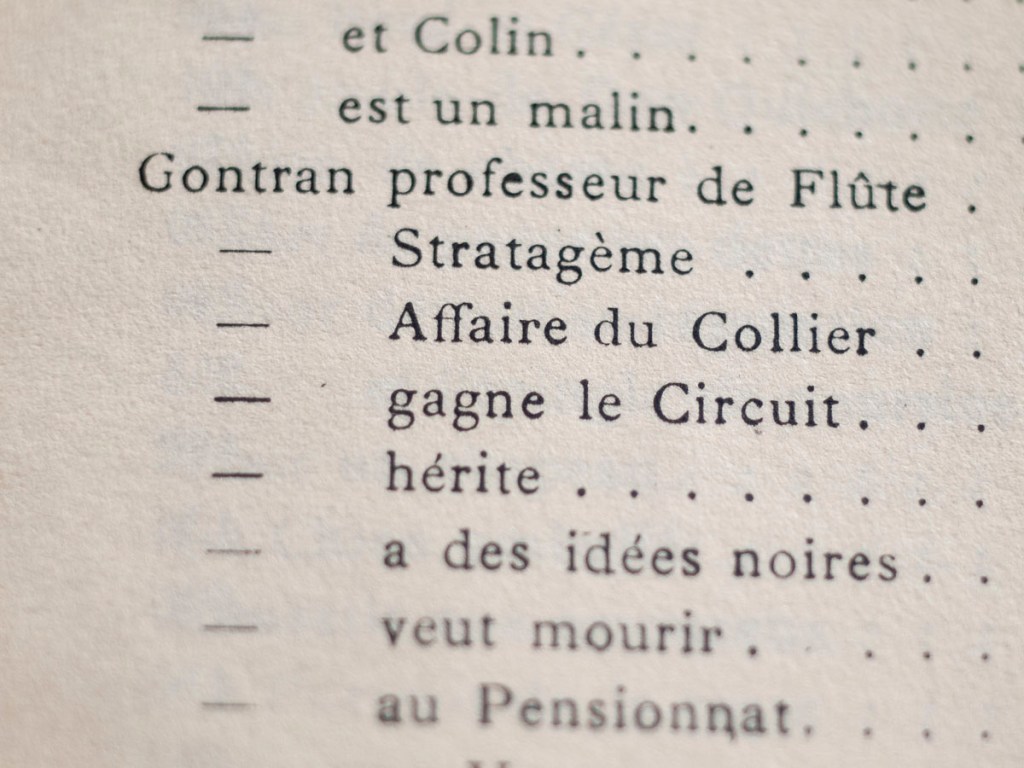 — et Colin . . . . . . . . .
— est un malin. . . . . . .
Gontran professeur de Flûte .
— Stratagème . . . . .
— Affaire du Collier . .
— gagne le Circuit. . .
— hérite . . . . . . . .
— a des idées noires . .
— veut mourir . . . .
— au Pensionnat. . . .